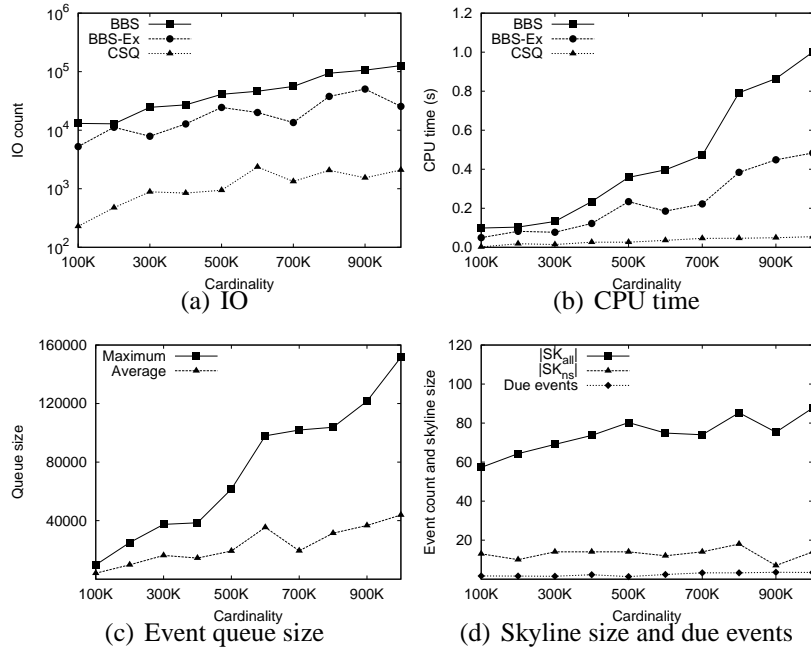 10^6
10^5
10^4
10^3
10^2
IO count
BBS
BBS-Ex
CSQ
100K 300K 500K 700K 900K
Cardinality
(a) IO
1.2
1.0
0.8
0.6
0.4
0.2
0.0
CPU time (s)
BBS
BBS-Ex
CSQ
100K 300K 500K 700K 900K
Cardinality
(b) CPU time
160000
120000
80000
40000
Queue size
Maximum
Average
100K 300K 500K 700K 900K
Cardinality
(c) Event queue size
120
100
80
60
40
20
Event count and skyline size
|SK_all|
|SK_ns|
Due events
100K 300K 500K 700K 900K
Cardinality
(d) Skyline size and due events